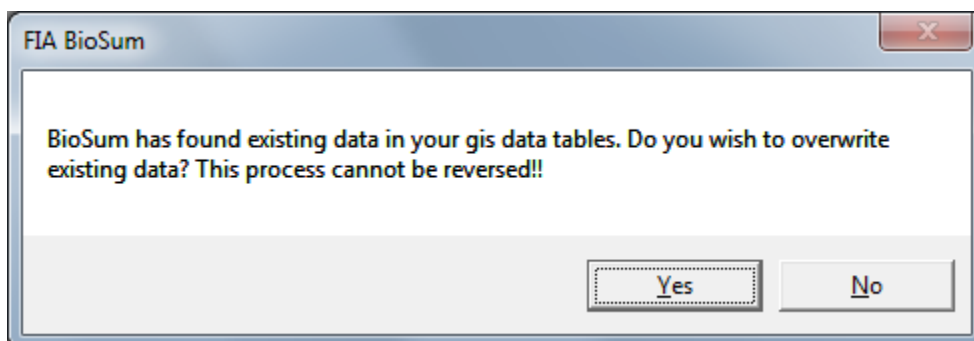 FIA BioSum
BioSum has found existing data in your gis data tables. Do you wish to overwrite
existing data? This process cannot be reversed!!
Yes
No